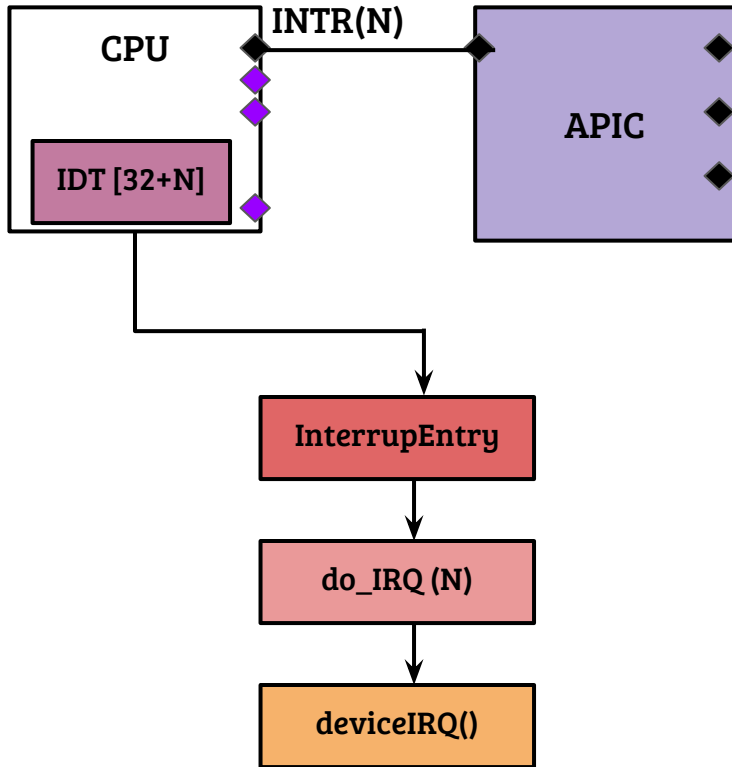 INTR(N)
CPU
APIC
IDT [32+N]
InterrupEntry
do_IRQ (N)
deviceIRQ()